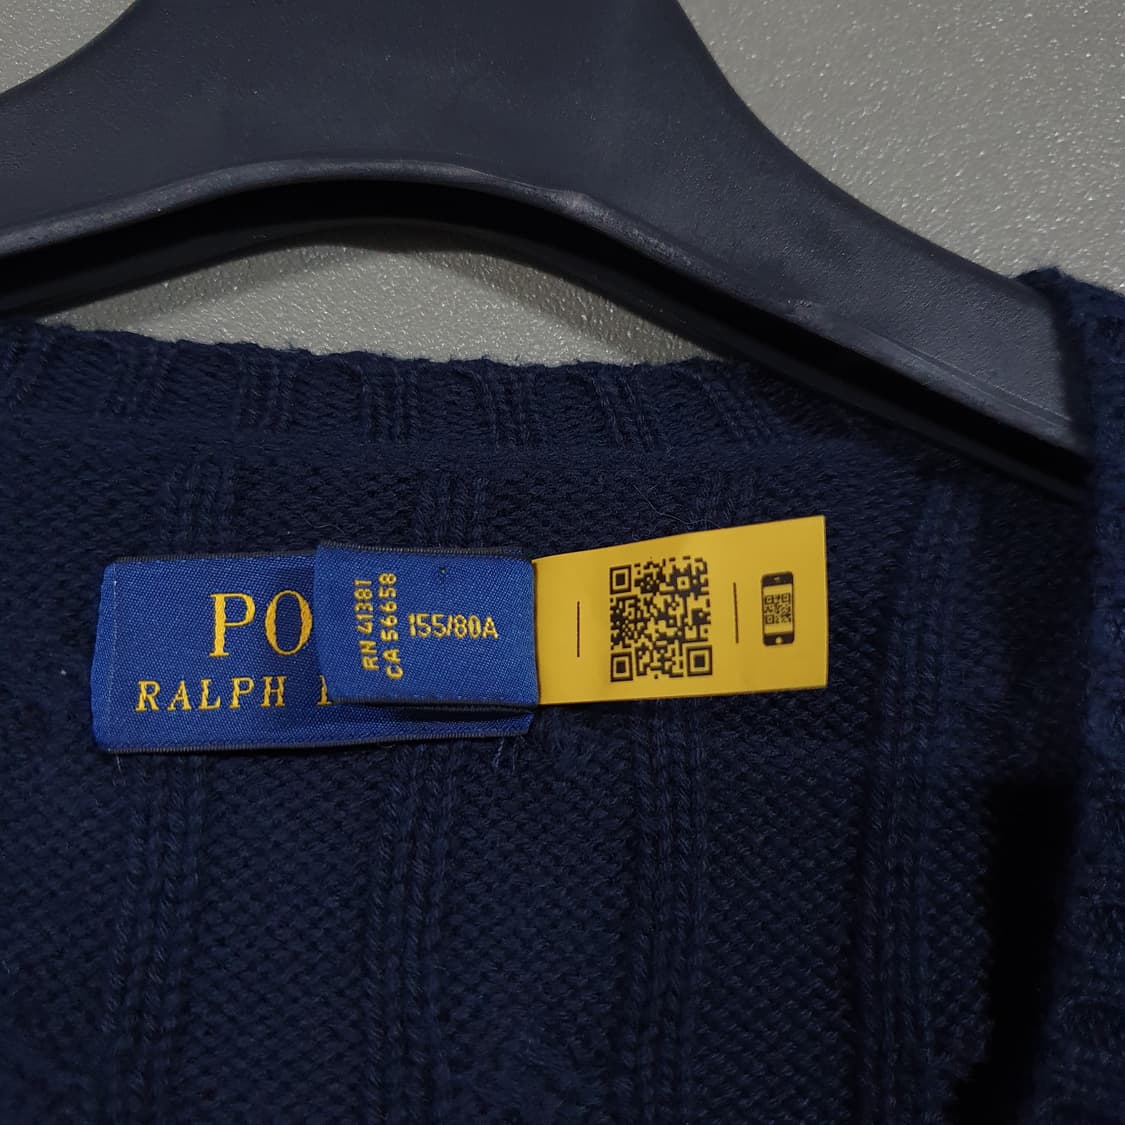 PO
RALPH
RN 41381
CA 56658
155/80A